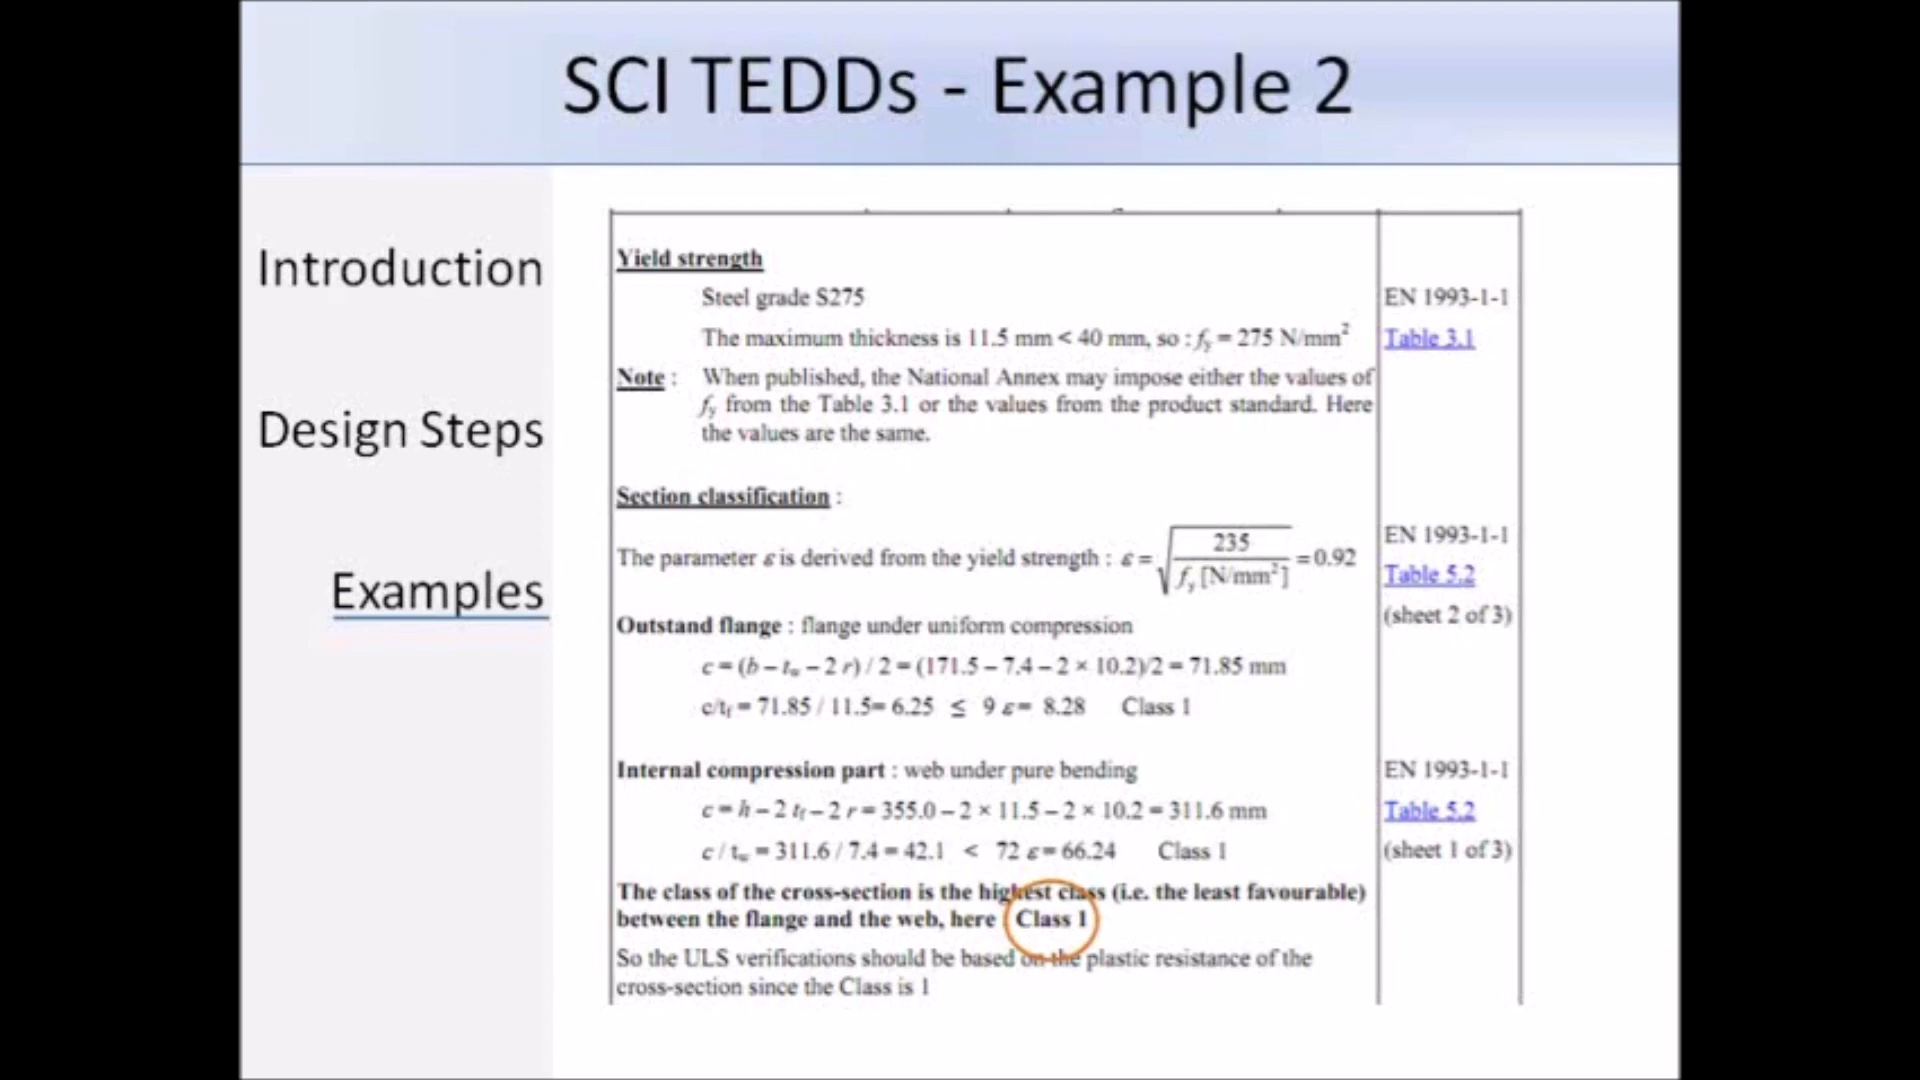 SCI TEDDs - Example 2
Introduction
Design Steps
Examples
Yield strength
Steel grade S275 EN 1993-1-1
The maximum thickness is 11.5 mm < 40 mm, so : fy = 275 N/mm² Table 3.1
Note : When published, the National Annex may impose either the values of
fy from the Table 3.1 or the values from the product standard. Here
the values are the same.
Section classification :
The parameter ε is derived from the yield strength : ε = √(235 / fy [N/mm²]) = 0.92 EN 1993-1-1
Table 5.2
(sheet 2 of 3)
Outstand flange : flange under uniform compression
c = (b – tw – 2 r) / 2 = (171.5 – 7.4 – 2 × 10.2)/2 = 71.85 mm
c/tf = 71.85 / 11.5= 6.25 ≤ 9 ε = 8.28 Class 1
Internal compression part : web under pure bending EN 1993-1-1
c = h – 2 tf – 2 r = 355.0 – 2 × 11.5 – 2 × 10.2 = 311.6 mm Table 5.2
c / tw = 311.6 / 7.4 = 42.1 < 72 ε = 66.24 Class 1 (sheet 1 of 3)
The class of the cross-section is the highest class (i.e. the least favourable)
between the flange and the web, here : Class 1
So the ULS verifications should be based on the plastic resistance of the
cross-section since the Class is 1